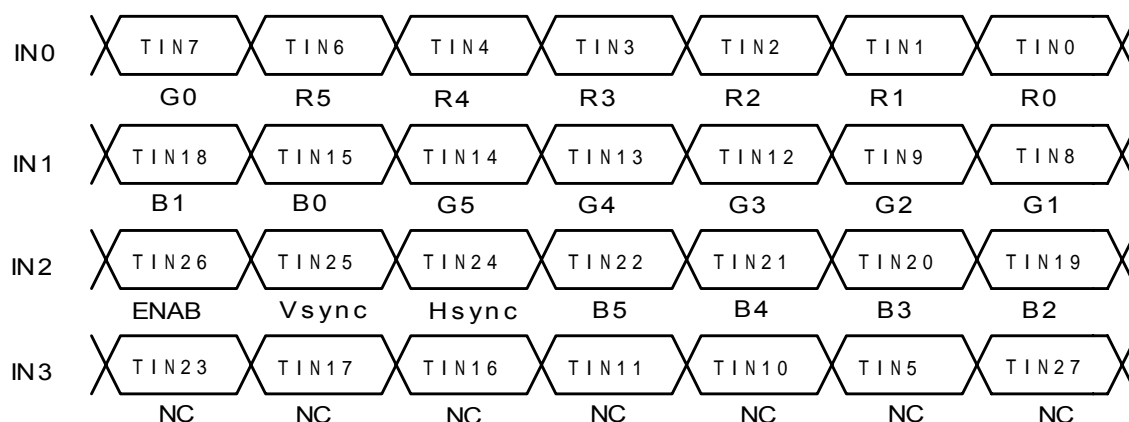 IN0 TIN7 TIN6 TIN4 TIN3 TIN2 TIN1 TIN0
G0 R5 R4 R3 R2 R1 R0
IN1 TIN18 TIN15 TIN14 TIN13 TIN12 TIN9 TIN8
B1 B0 G5 G4 G3 G2 G1
IN2 TIN26 TIN25 TIN24 TIN22 TIN21 TIN20 TIN19
ENAB Vsync Hsync B5 B4 B3 B2
IN3 TIN23 TIN17 TIN16 TIN11 TIN10 TIN5 TIN27
NC NC NC NC NC NC NC